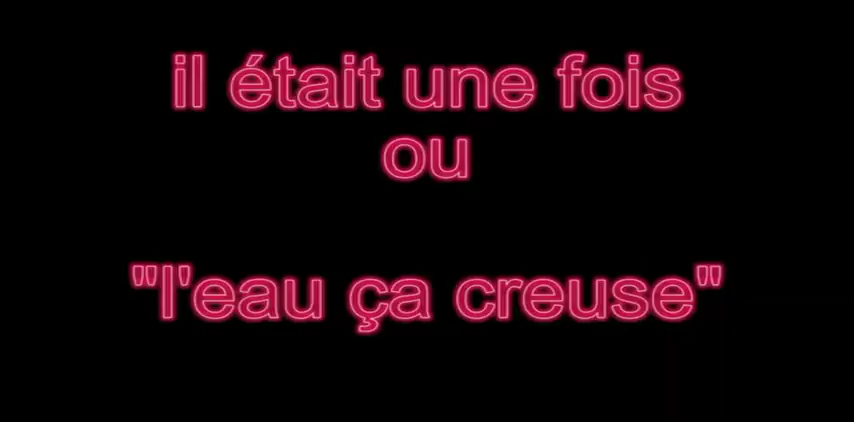 il était une fois
ou
"l'eau ça creuse"